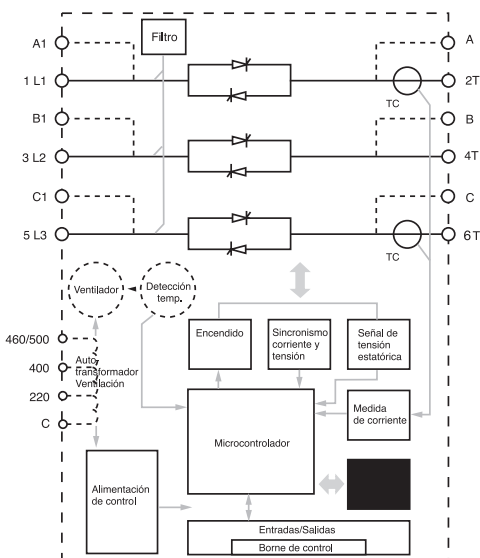 A1
Filtro
A
1 L1
2T
TC
B1
B
3 L2
4T
C1
C
5 L3
6T
TC
Ventilador
Detección
temp.
460/500
Auto
transformador
Ventilación
400
220
C
Encendido
Sincronismo
corriente y
tensión
Señal de
tensión
estatórica
Microcontrolador
Medida
de corriente
Alimentación
de control
Entradas/Salidas
Borne de control